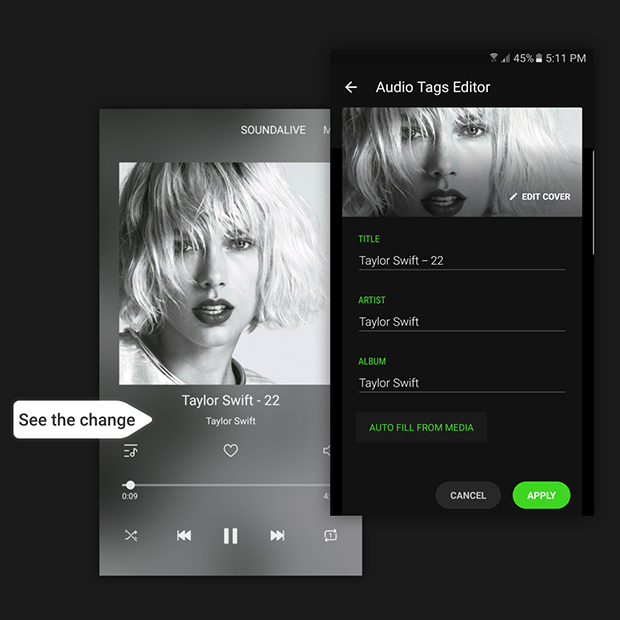 45% 5:11 PM
Audio Tags Editor
EDIT COVER
TITLE
Taylor Swift – 22
ARTIST
Taylor Swift
ALBUM
Taylor Swift
AUTO FILL FROM MEDIA
CANCEL
APPLY
SOUNDALIVE M
Taylor Swift - 22
Taylor Swift
See the change
0:09
4:
1